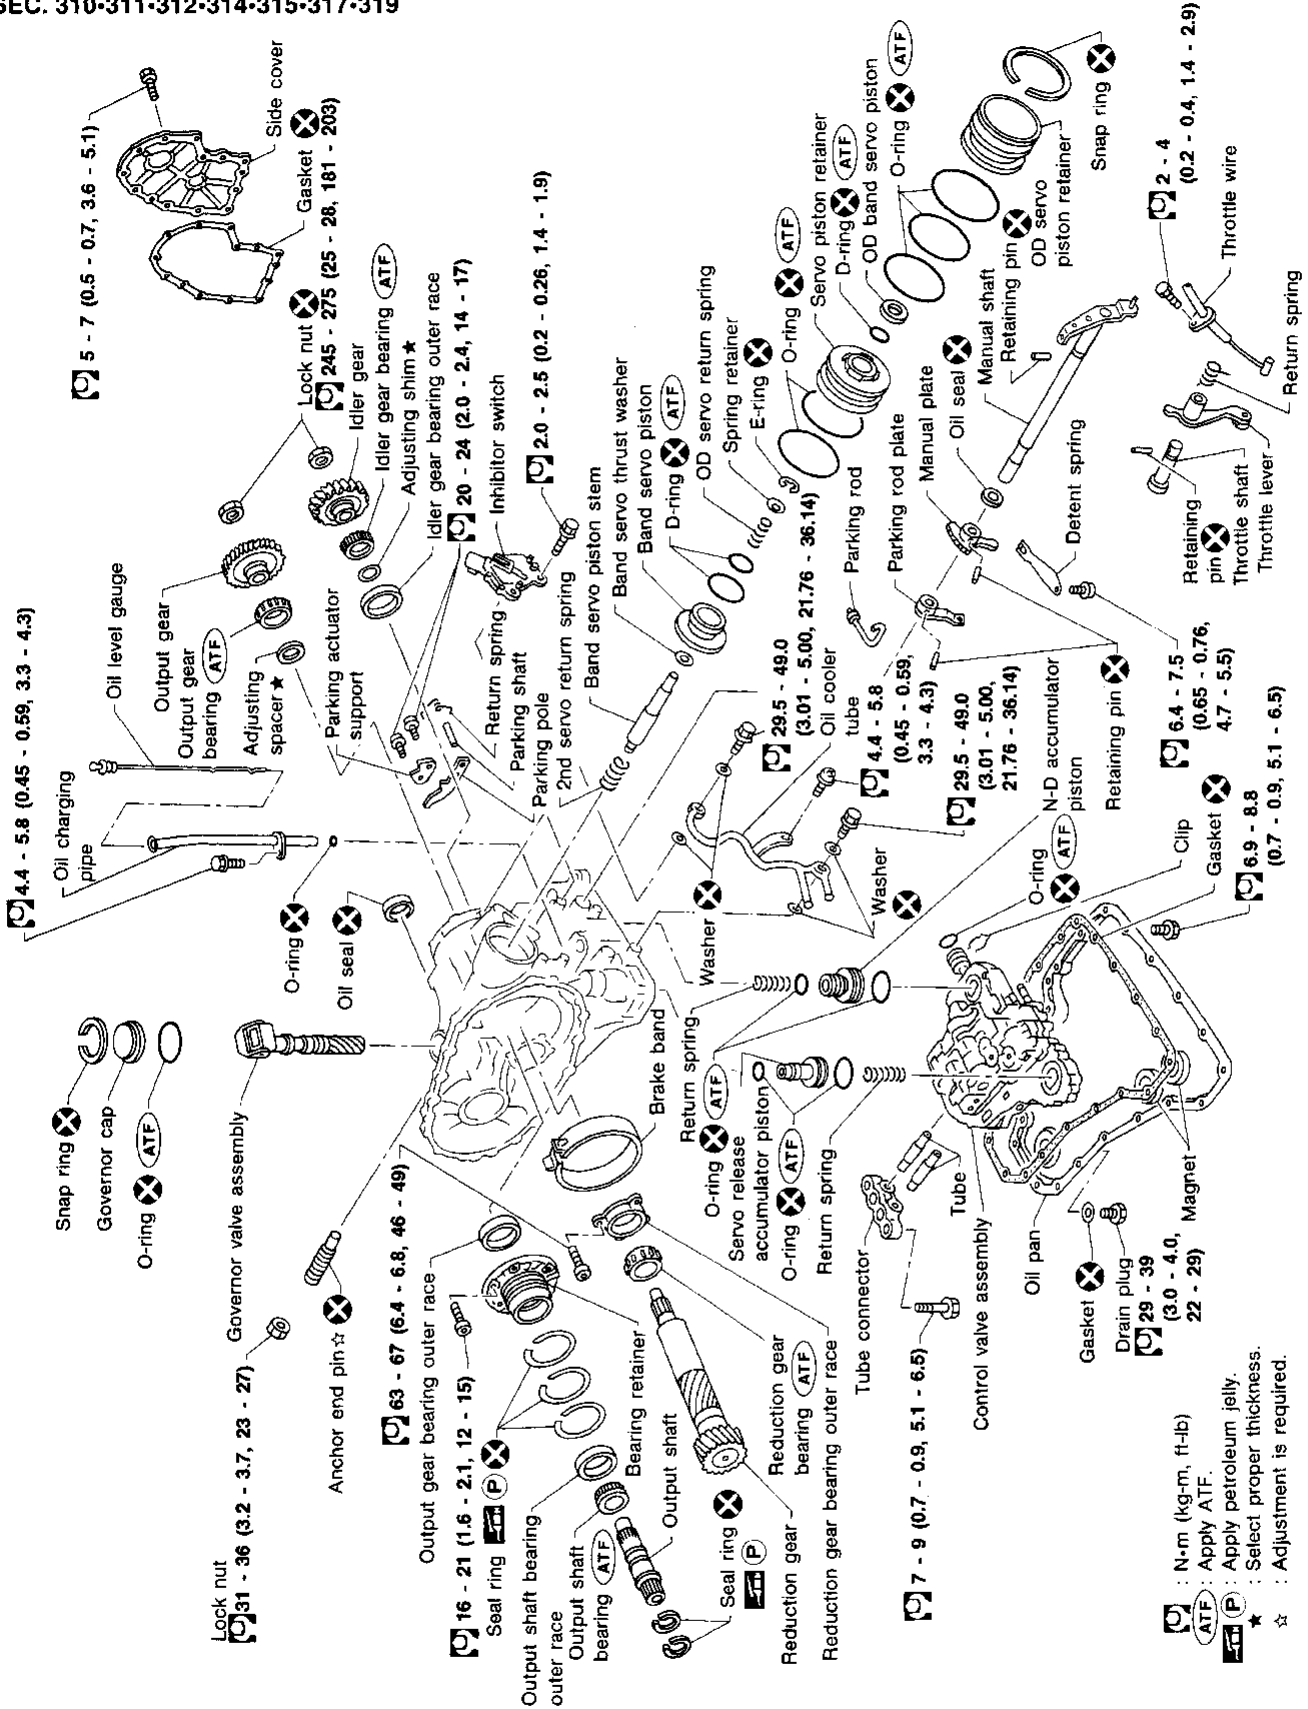 SEC. 310•311•312•314•315•317•319
5 - 7 (0.5 - 0.7, 3.6 - 5.1)
Side cover
Gasket
Lock nut
245 - 275 (25 - 28, 181 - 203)
Idler gear
Idler gear bearing ATF
Adjusting shim★
Idler gear bearing outer race
20 - 24 (2.0 - 2.4, 14 - 17)
Inhibitor switch
2.0 - 2.5 (0.2 - 0.26, 1.4 - 1.9)
4.4 - 5.8 (0.45 - 0.59, 3.3 - 4.3)
Oil charging
pipe
Oil level gauge
Output gear
Output gear
bearing ATF
Adjusting
spacer★
Parking actuator
support
Return spring
Parking shaft
Parking pole
2nd servo return spring
Band servo piston stem
Band servo thrust washer
Band servo piston
D-ring ATF
OD servo return spring
Spring retainer
E-ring
O-ring ATF
Servo piston retainer
D-ring ATF
OD band servo piston
O-ring ATF
Snap ring
OD servo
piston retainer
Retaining pin
Manual shaft
Oil seal
Manual plate
Parking rod plate
Parking rod
2 - 4
(0.2 - 0.4, 1.4 - 2.9)
Throttle wire
Return spring
Throttle lever
Throttle shaft
Retaining
pin
Detent spring
6.4 - 7.5
(0.65 - 0.76,
4.7 - 5.5)
Retaining pin
29.5 - 49.0
(3.01 - 5.00, 21.76 - 36.14)
Oil cooler
tube
4.4 - 5.8
(0.45 - 0.59,
3.3 - 4.3)
29.5 - 49.0
(3.01 - 5.00,
21.76 - 36.14)
N-D accumulator
piston
Washer
Washer
O-ring
ATF
Clip
Gasket
6.9 - 8.8
(0.7 - 0.9, 5.1 - 6.5)
O-ring
Oil seal
Snap ring
Governor cap
O-ring ATF
Governor valve assembly
Lock nut
31 - 36 (3.2 - 3.7, 23 - 27)
Anchor end pin☆
63 - 67 (6.4 - 6.8, 46 - 49)
Output gear bearing outer race
16 - 21 (1.6 - 2.1, 12 - 15)
Seal ring P
Bearing retainer
Output shaft bearing
outer race
Output shaft
bearing ATF
Output shaft
Seal ring
P
Reduction gear
Reduction gear
bearing ATF
Reduction gear bearing outer race
Brake band
Return spring
O-ring ATF
Servo release
accumulator piston
O-ring ATF
Return spring
Tube connector
7 - 9 (0.7 - 0.9, 5.1 - 6.5)
Tube
Control valve assembly
Oil pan
Gasket
Drain plug
29 - 39
(3.0 - 4.0,
22 - 29)
Magnet
: N•m (kg-m, ft-lb)
ATF : Apply ATF.
P : Apply petroleum jelly.
★ : Select proper thickness.
☆ : Adjustment is required.